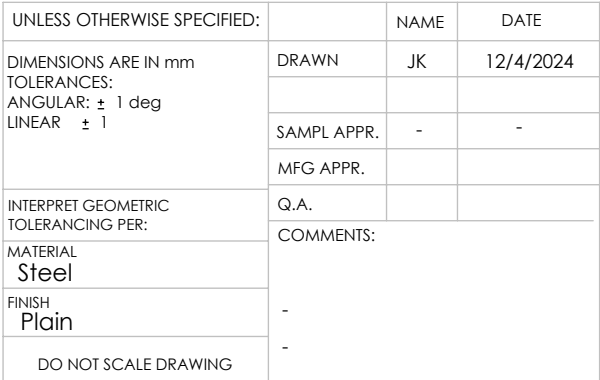 UNLESS OTHERWISE SPECIFIED:
NAME DATE
DIMENSIONS ARE IN mm
TOLERANCES:
ANGULAR: ± 1 deg
LINEAR ± 1
DRAWN JK 12/4/2024
SAMPL APPR. - -
MFG APPR.
INTERPRET GEOMETRIC
TOLERANCING PER:
Q.A.
MATERIAL
Steel
FINISH
Plain
DO NOT SCALE DRAWING
COMMENTS:
-
-